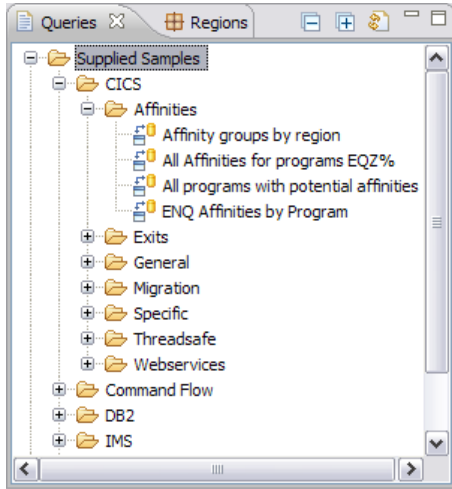 Queries Regions
Supplied Samples
CICS
Affinities
Affinity groups by region
All Affinities for programs EQZ%
All programs with potential affinities
ENQ Affinities by Program
Exits
General
Migration
Specific
Threadsafe
Webservices
Command Flow
DB2
IMS